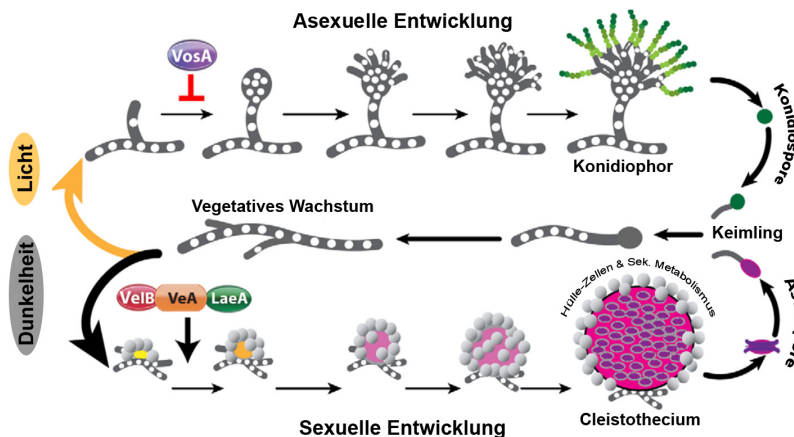 Asexuelle Entwicklung
VosA
Konidiophor
Konidiospore
Licht
Vegetatives Wachstum
Keimling
Dunkelheit
VelB VeA LaeA
Hülle-Zellen & Sek. Metabolismus
Cleistothecium
Sexuelle Entwicklung